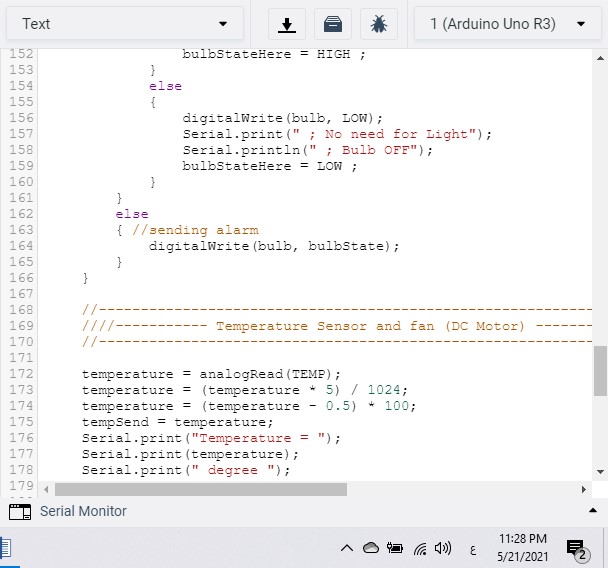 Text
1 (Arduino Uno R3)
152 bulbStateHere = HIGH ;
153 }
154 else
155 {
156 digitalWrite(bulb, LOW);
157 Serial.print(" ; No need for Light");
158 Serial.println(" ; Bulb OFF");
159 bulbStateHere = LOW ;
160 }
161 }
162 else
163 { //sending alarm
164 digitalWrite(bulb, bulbState);
165 }
166 }
167
168 //------------------------------------------------------------
169 ////----------- Temperature Sensor and fan (DC Motor) -------
170 //------------------------------------------------------------
171
172 temperature = analogRead(TEMP);
173 temperature = (temperature * 5) / 1024;
174 temperature = (temperature - 0.5) * 100;
175 tempSend = temperature;
176 Serial.print("Temperature = ");
177 Serial.print(temperature);
178 Serial.print(" degree ");
179
Serial Monitor
11:28 PM
ع
5/21/2021
2